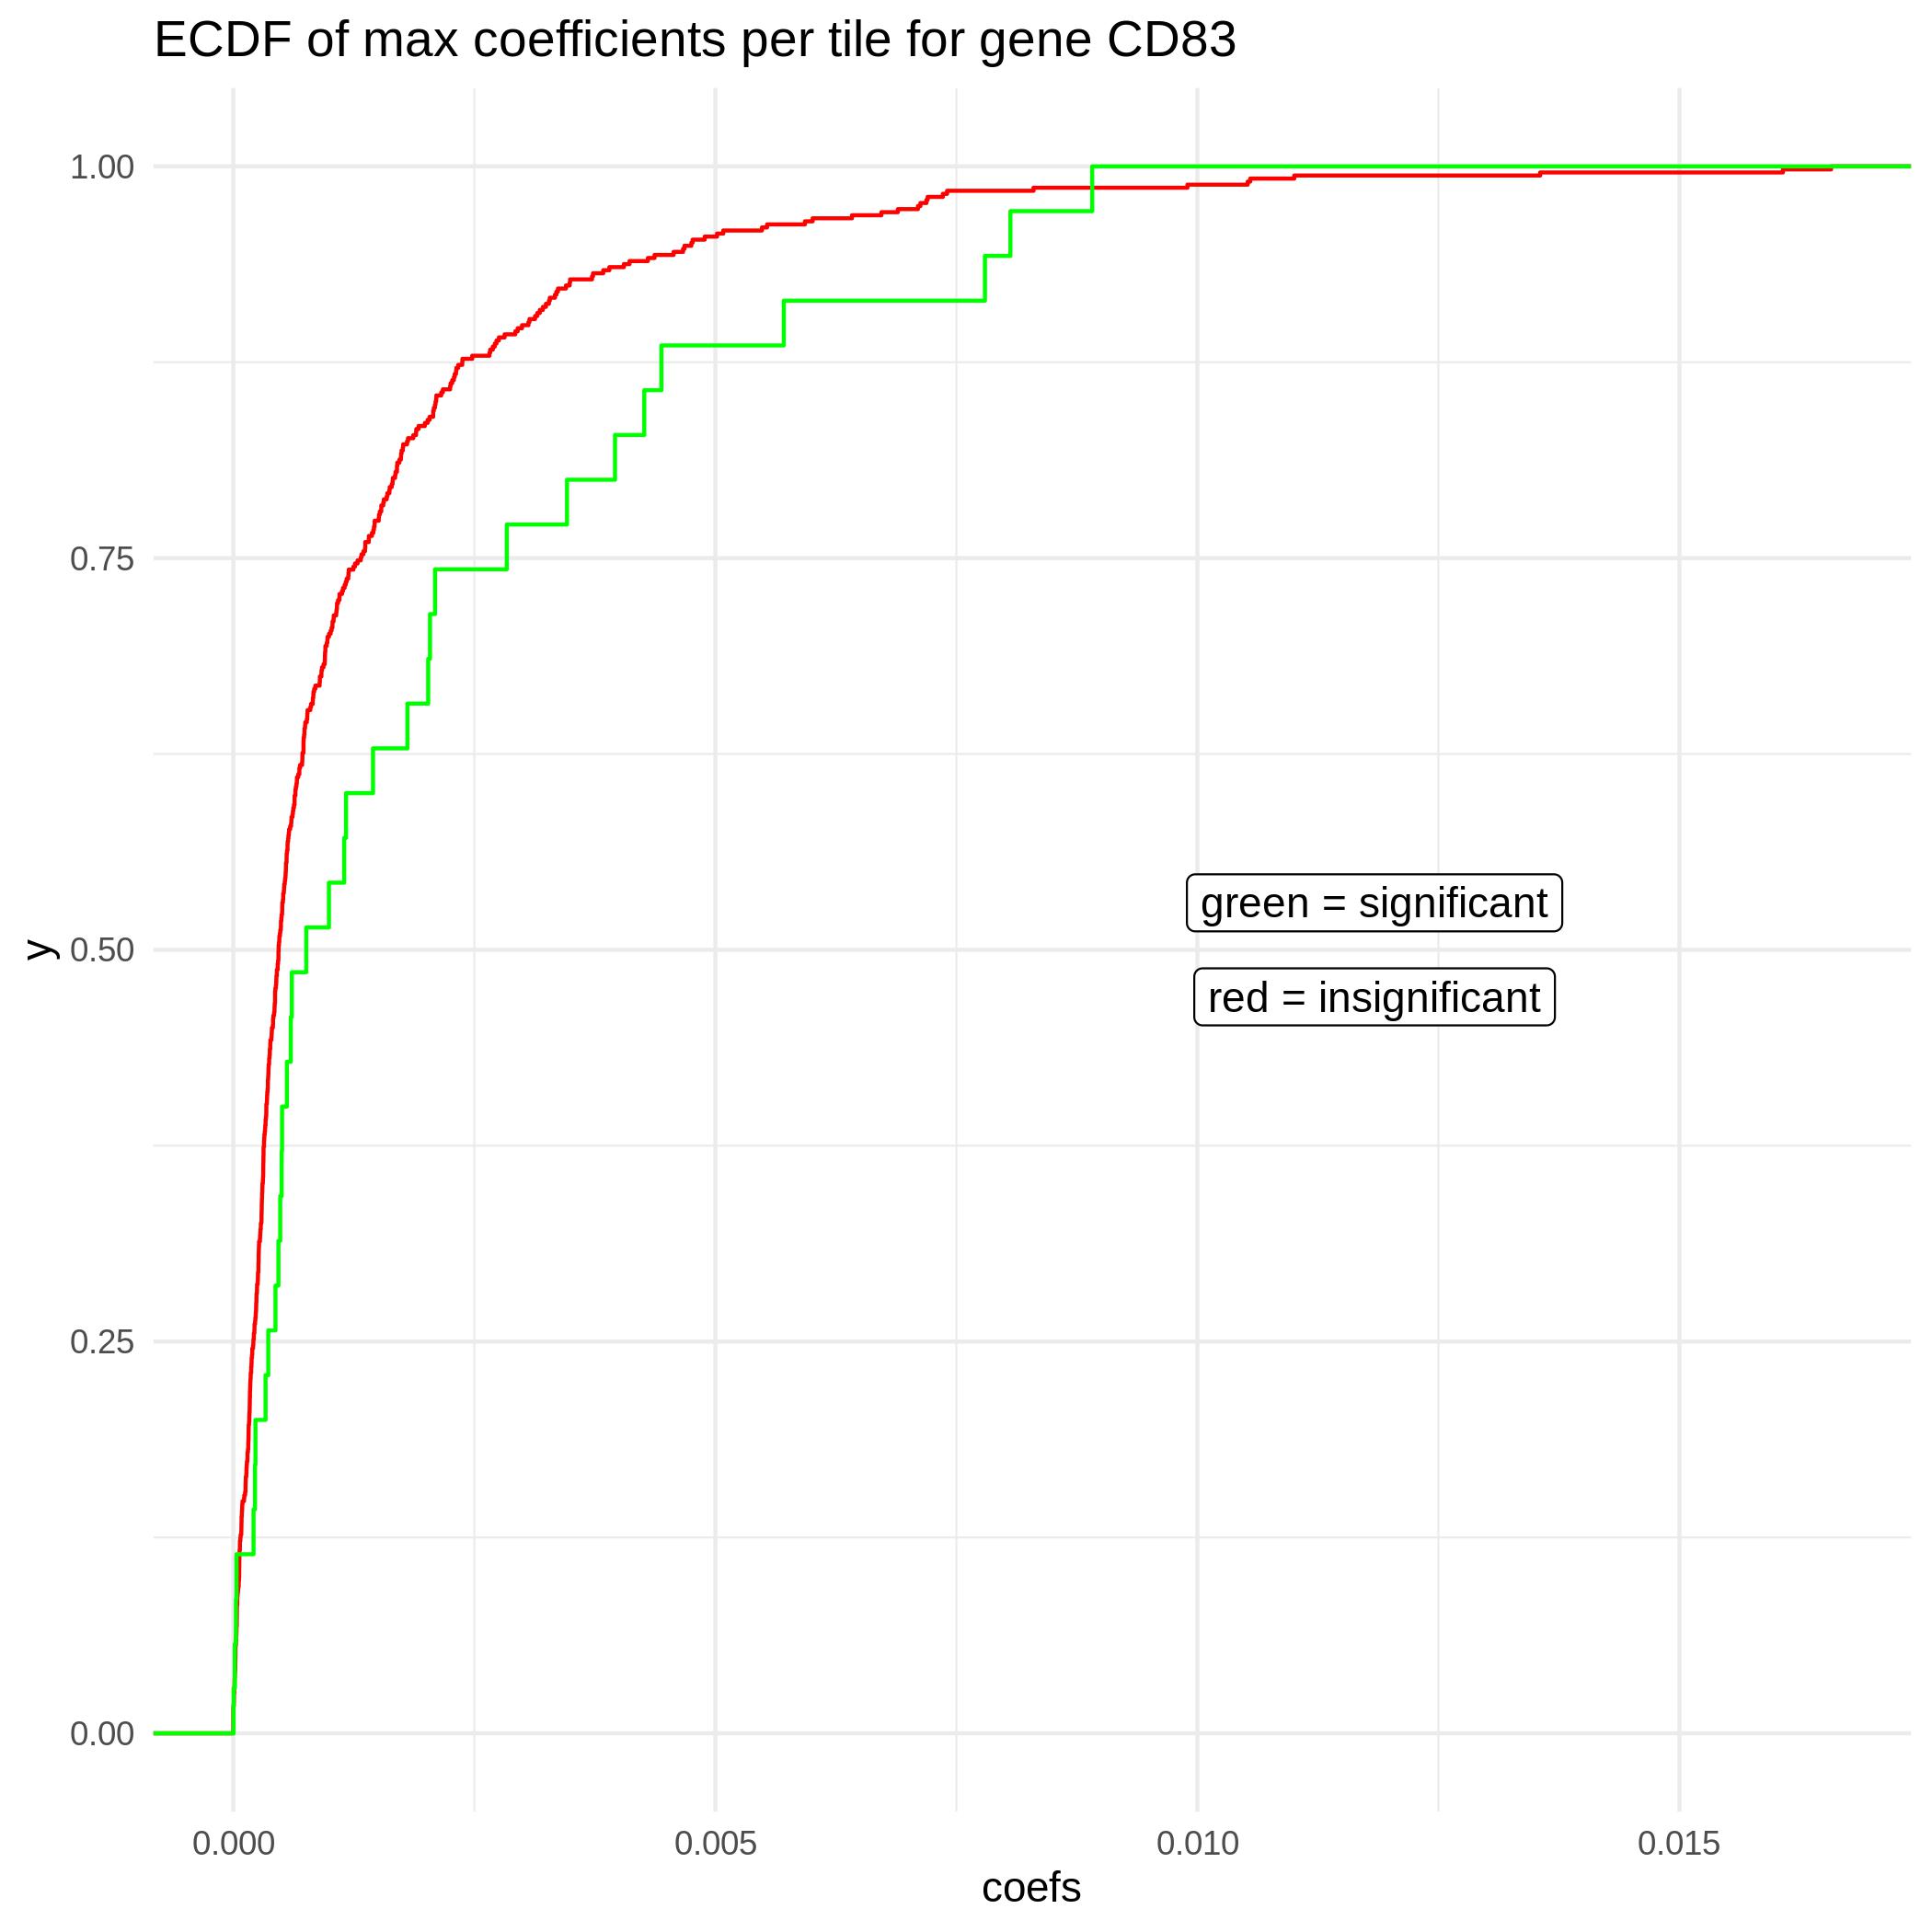 ECDF of max coefficients per tile for gene CD83
1.00
0.75
0.50
0.25
0.00
y
green = significant
red = insignificant
0.000
0.005
0.010
0.015
coefs